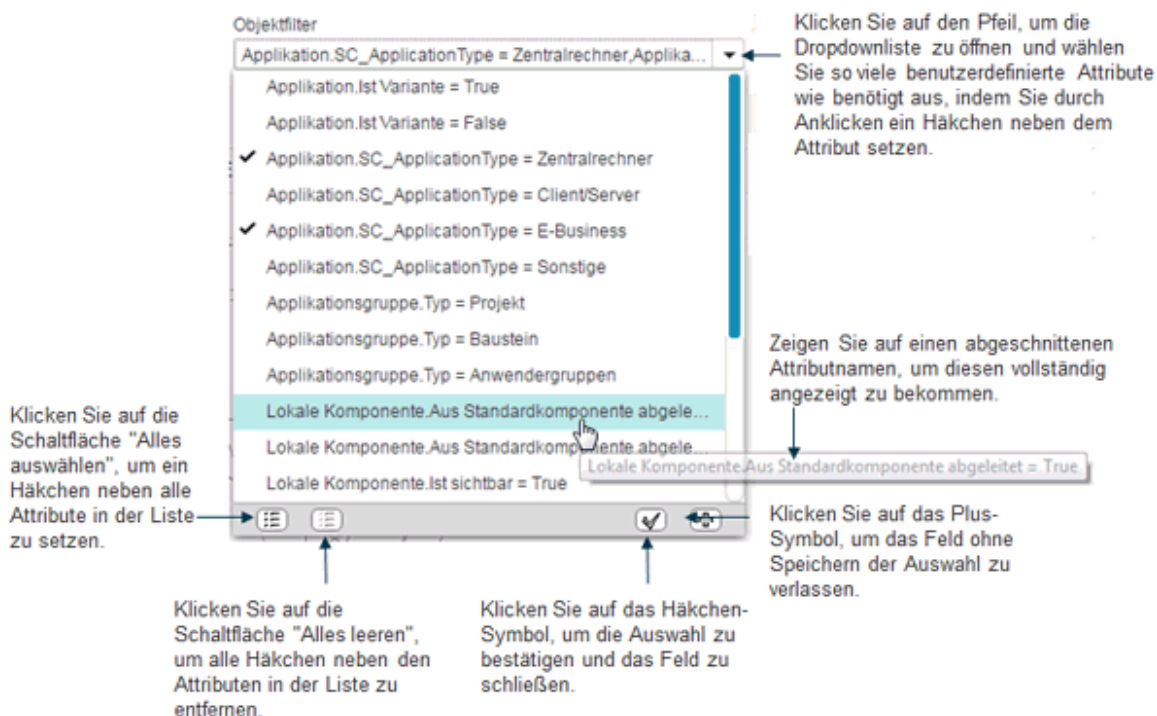 Objektfilter
Applikation.SC_ApplicationType = Zentralrechner,Applika...
Applikation.Ist Variante = True
Applikation.Ist Variante = False
Applikation.SC_ApplicationType = Zentralrechner
Applikation.SC_ApplicationType = Client/Server
Applikation.SC_ApplicationType = E-Business
Applikation.SC_ApplicationType = Sonstige
Applikationsgruppe.Typ = Projekt
Applikationsgruppe.Typ = Baustein
Applikationsgruppe.Typ = Anwendergruppen
Lokale Komponente.Aus Standardkomponente abgele...
Lokale Komponente.Aus Standardkomponente abgele...
Lokale Komponente.Aus Standardkomponente abgeleitet = True
Lokale Komponente.Ist sichtbar = True
Klicken Sie auf den Pfeil, um die
Dropdownliste zu öffnen und wählen
Sie so viele benutzerdefinierte Attribute
wie benötigt aus, indem Sie durch
Anklicken ein Häkchen neben dem
Attribut setzen.
Zeigen Sie auf einen abgeschnittenen
Attributnamen, um diesen vollständig
angezeigt zu bekommen.
Klicken Sie auf die
Schaltfläche "Alles
auswählen", um ein
Häkchen neben alle
Attribute in der Liste
zu setzen.
Klicken Sie auf das Plus-
Symbol, um das Feld ohne
Speichern der Auswahl zu
verlassen.
Klicken Sie auf die
Schaltfläche "Alles leeren",
um alle Häkchen neben den
Attributen in der Liste zu
entfernen.
Klicken Sie auf das Häkchen-
Symbol, um die Auswahl zu
bestätigen und das Feld zu
schließen.